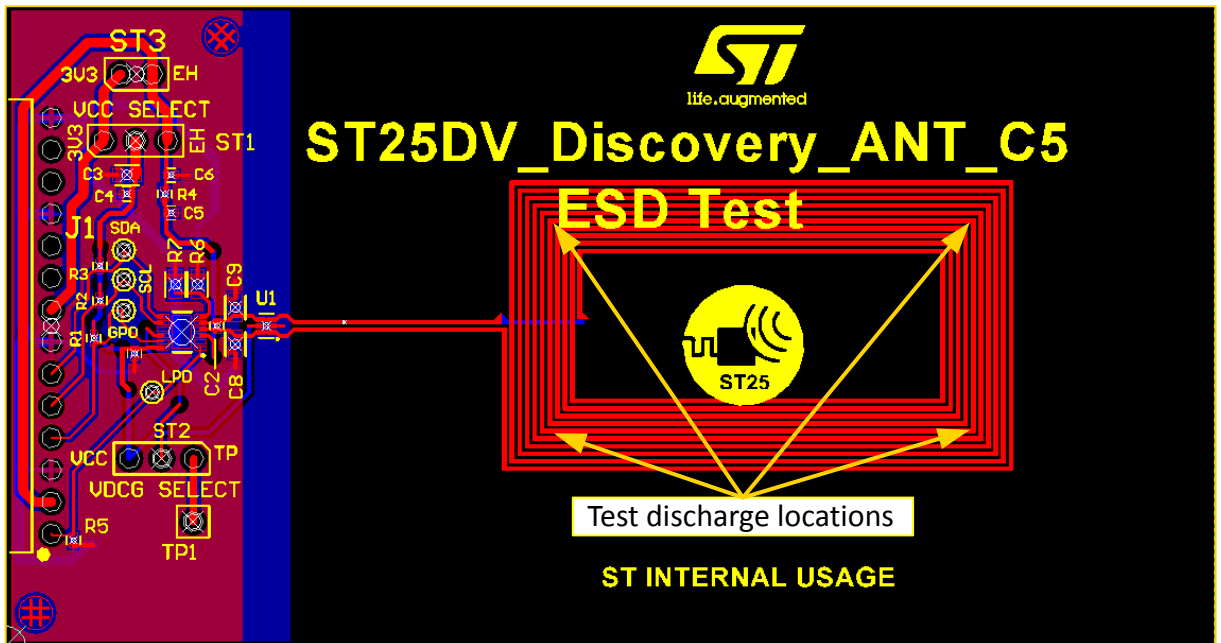 ST3
3V3
EH
VCC SELECT
3V3
EH
ST1
C3
C6
C4
R4
C5
J1
SDA
R3
SCL
R7
R6
C9
R2
U1
R1
GPO
LPD
C2
C8
ST2
VCC
TP
VDCG SELECT
R5
TP1
ST
life.augmented
ST25DV_Discovery_ANT_C5
ESD Test
ST25
Test discharge locations
ST INTERNAL USAGE